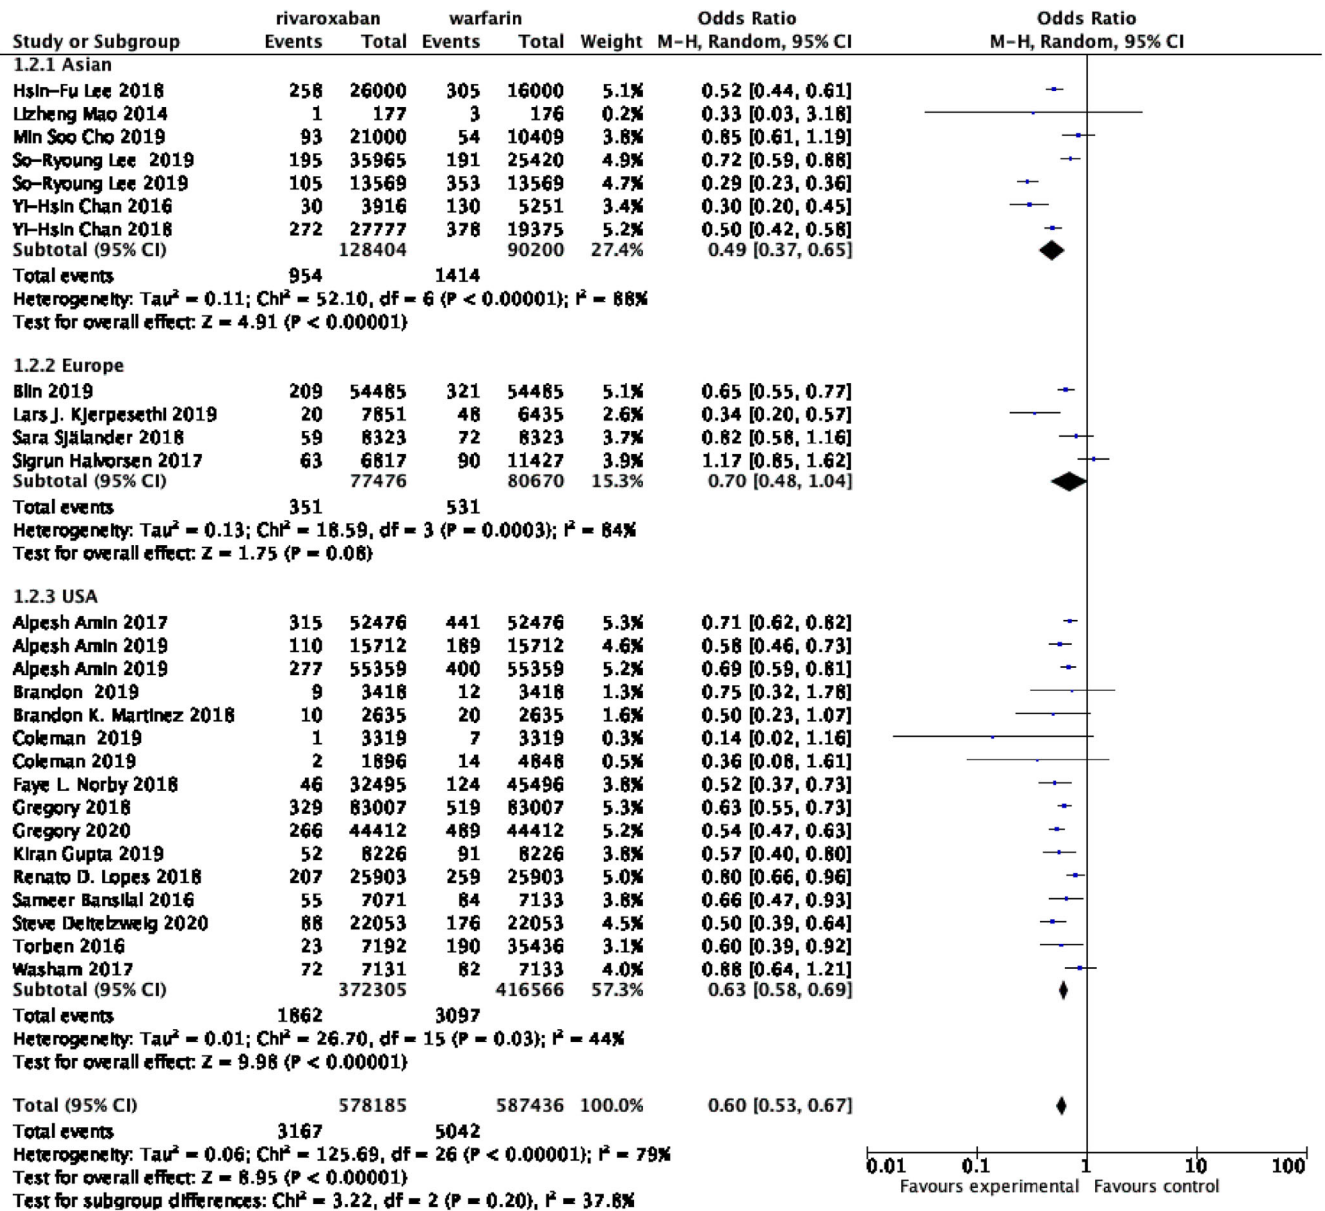 rivaroxaban warfarin Odds Ratio Odds Ratio
Study or Subgroup Events Total Events Total Weight M-H, Random, 95% CI M-H, Random, 95% CI
1.2.1 Asian
Hsin-Fu Lee 2018 258 26000 305 16000 5.1% 0.52 [0.44, 0.61]
Lizheng Mao 2014 1 177 3 176 0.2% 0.33 [0.03, 3.18]
Min Soo Cho 2019 93 21000 54 10409 3.8% 0.85 [0.61, 1.19]
So-Ryoung Lee 2019 195 35965 191 25420 4.9% 0.72 [0.59, 0.88]
So-Ryoung Lee 2019 105 13569 353 13569 4.7% 0.29 [0.23, 0.36]
Yi-Hsin Chan 2016 30 3916 130 5251 3.4% 0.30 [0.20, 0.45]
Yi-Hsin Chan 2018 272 27777 378 19375 5.2% 0.50 [0.42, 0.58]
Subtotal (95% CI) 128404 90200 27.4% 0.49 [0.37, 0.65]
Total events 954 1414
Heterogeneity: Tau² = 0.11; Chi² = 52.10, df = 6 (P < 0.00001); I² = 88%
Test for overall effect: Z = 4.91 (P < 0.00001)
1.2.2 Europe
Blin 2019 209 54485 321 54485 5.1% 0.65 [0.55, 0.77]
Lars J. Kjerpesethl 2019 20 7851 48 6435 2.6% 0.34 [0.20, 0.57]
Sara Själander 2018 59 8323 72 8323 3.7% 0.82 [0.58, 1.16]
Sigrun Halvorsen 2017 63 6817 90 11427 3.9% 1.17 [0.85, 1.62]
Subtotal (95% CI) 77476 80670 15.3% 0.70 [0.48, 1.04]
Total events 351 531
Heterogeneity: Tau² = 0.13; Chi² = 18.59, df = 3 (P = 0.0003); I² = 84%
Test for overall effect: Z = 1.75 (P = 0.08)
1.2.3 USA
Alpesh Amin 2017 315 52476 441 52476 5.3% 0.71 [0.62, 0.82]
Alpesh Amin 2019 110 15712 189 15712 4.6% 0.58 [0.46, 0.73]
Alpesh Amin 2019 277 55359 400 55359 5.2% 0.69 [0.59, 0.81]
Brandon 2019 9 3418 12 3418 1.3% 0.75 [0.32, 1.78]
Brandon K. Martinez 2018 10 2635 20 2635 1.6% 0.50 [0.23, 1.07]
Coleman 2019 1 3319 7 3319 0.3% 0.14 [0.02, 1.16]
Coleman 2019 2 1896 14 4848 0.5% 0.36 [0.08, 1.61]
Faye L. Norby 2018 46 32495 124 45496 3.8% 0.52 [0.37, 0.73]
Gregory 2018 329 83007 519 83007 5.3% 0.63 [0.55, 0.73]
Gregory 2020 266 44412 489 44412 5.2% 0.54 [0.47, 0.63]
Kiran Gupta 2019 52 8226 91 8226 3.8% 0.57 [0.40, 0.80]
Renato D. Lopes 2018 207 25903 259 25903 5.0% 0.80 [0.66, 0.96]
Sameer Bansilal 2016 55 7071 84 7133 3.8% 0.66 [0.47, 0.93]
Steve Deitelzweig 2020 88 22053 176 22053 4.5% 0.50 [0.39, 0.64]
Torben 2016 23 7192 190 35436 3.1% 0.60 [0.39, 0.92]
Washam 2017 72 7131 82 7133 4.0% 0.88 [0.64, 1.21]
Subtotal (95% CI) 372305 416566 57.3% 0.63 [0.58, 0.69]
Total events 1862 3097
Heterogeneity: Tau² = 0.01; Chi² = 26.70, df = 15 (P = 0.03); I² = 44%
Test for overall effect: Z = 9.98 (P < 0.00001)
Total (95% CI) 578185 587436 100.0% 0.60 [0.53, 0.67]
Total events 3167 5042
Heterogeneity: Tau² = 0.06; Chi² = 125.69, df = 26 (P < 0.00001); I² = 79%
Test for overall effect: Z = 8.95 (P < 0.00001)
Test for subgroup differences: Chi² = 3.22, df = 2 (P = 0.20), I² = 37.8%
0.01 0.1 1 10 100
Favours experimental Favours control